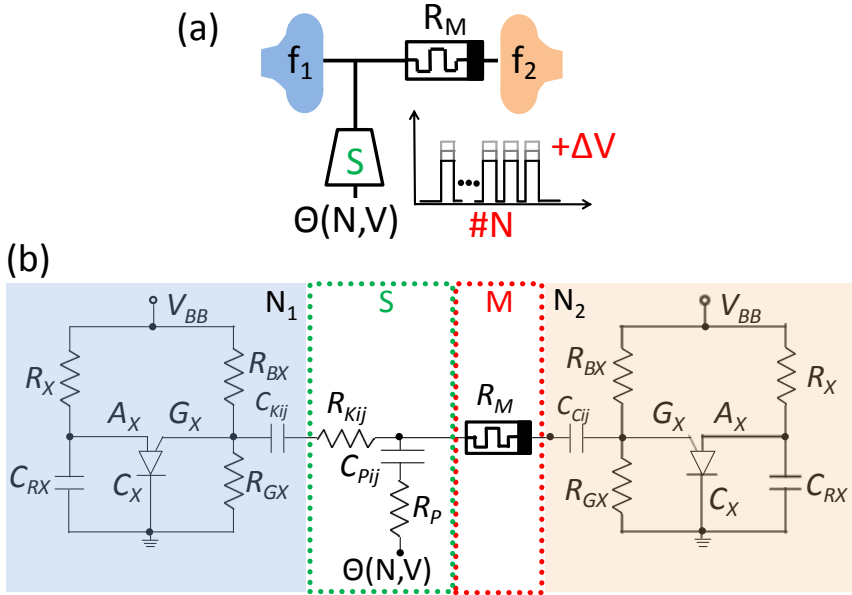 (a)
R_M
f_1
f_2
S
+ΔV
Θ(N,V)
#N
(b)
V_BB
N_1
S
M
N_2
V_BB
R_X
R_BX
R_BX
R_X
A_X
G_X
C_Kij
R_Kij
R_M
C_Cij
G_X
A_X
C_RX
C_X
R_GX
C_Pij
R_P
R_GX
C_X
C_RX
Θ(N,V)